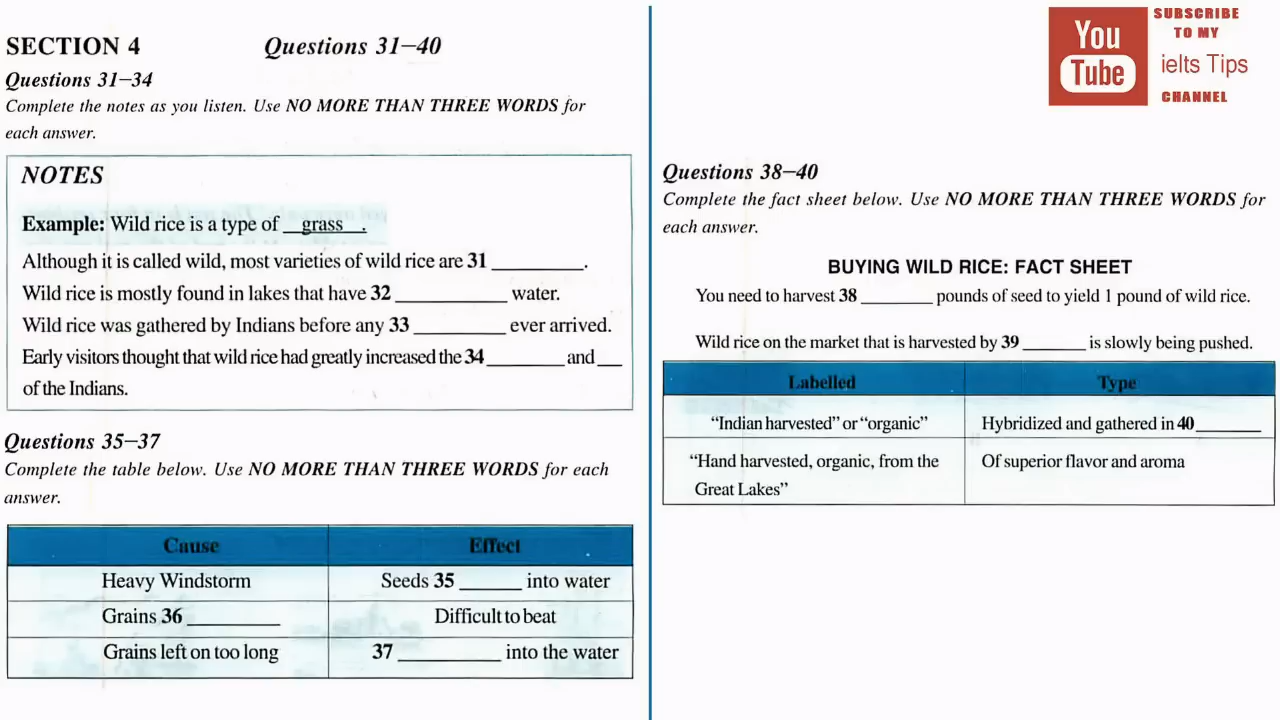 SECTION 4 Questions 31–40
Questions 31–34
Complete the notes as you listen. Use NO MORE THAN THREE WORDS for
each answer.
NOTES
Example: Wild rice is a type of __grass__.
Although it is called wild, most varieties of wild rice are 31 __________.
Wild rice is mostly found in lakes that have 32 ____________ water.
Wild rice was gathered by Indians before any 33 __________ ever arrived.
Early visitors thought that wild rice had greatly increased the 34 ________ and ___
of the Indians.
Questions 35–37
Complete the table below. Use NO MORE THAN THREE WORDS for each
answer.
Cause Effect
Heavy Windstorm Seeds 35 _______ into water
Grains 36 __________ Difficult to beat
Grains left on too long 37 ___________ into the water
You Tube
SUBSCRIBE
TO MY
ielts Tips
CHANNEL
Questions 38–40
Complete the fact sheet below. Use NO MORE THAN THREE WORDS for
each answer.
BUYING WILD RICE: FACT SHEET
You need to harvest 38 ________ pounds of seed to yield 1 pound of wild rice.
Wild rice on the market that is harvested by 39 _______ is slowly being pushed.
Labelled Type
“Indian harvested” or “organic” Hybridized and gathered in 40 _______
“Hand harvested, organic, from the Of superior flavor and aroma
Great Lakes”